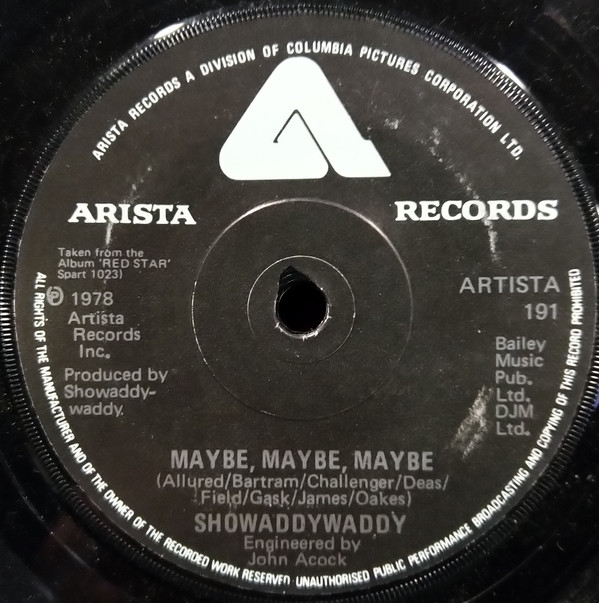 ARISTA RECORDS A DIVISION OF COLUMBIA PICTURES CORPORATION LTD.
ARISTA RECORDS
Taken from the
Album 'RED STAR'
Spart 1023)
℗ 1978
Artista
Records
Inc.
Produced by
Showaddy-
waddy.
ARTISTA
191
Bailey
Music
Pub.
Ltd.
DJM
Ltd.
MAYBE, MAYBE, MAYBE
(Allured/Bartram/Challenger/Deas/
Field/Gask/James/Oakes)
SHOWADDYWADDY
Engineered by
John Acock
ALL RIGHTS OF THE MANUFACTURER AND OF THE OWNER OF THE RECORDED WORK RESERVED UNAUTHORISED PUBLIC PERFORMANCE BROADCASTING AND COPYING OF THIS RECORD PROHIBITED